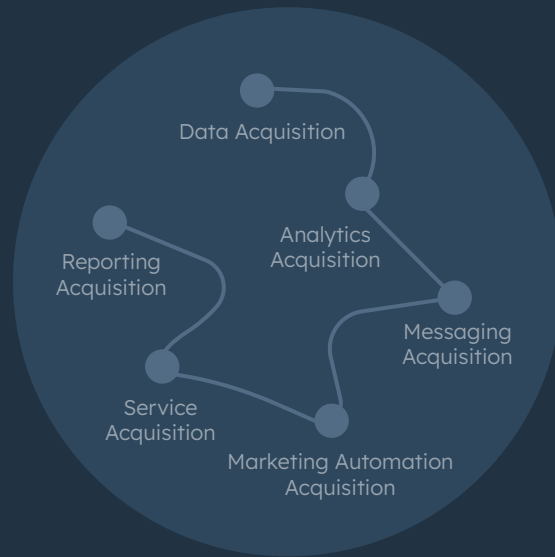 Data Acquisition
Analytics
Acquisition
Reporting
Acquisition
Messaging
Acquisition
Service
Acquisition
Marketing Automation
Acquisition